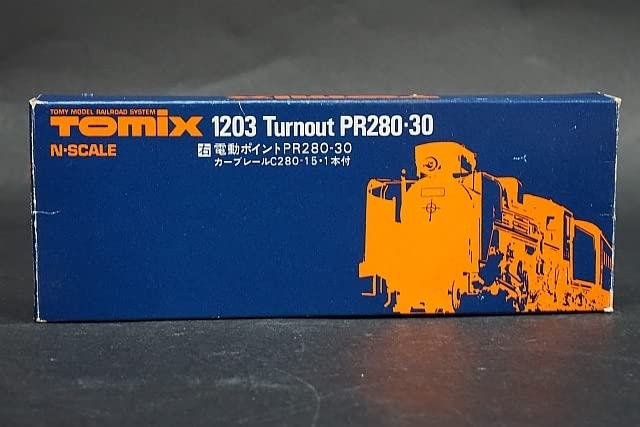 TOMY MODEL RAILROAD SYSTEM
TOMIX 1203 Turnout PR280·30
N·SCALE
右 電動ポイントPR280-30
カーブレールC280-15・1本付